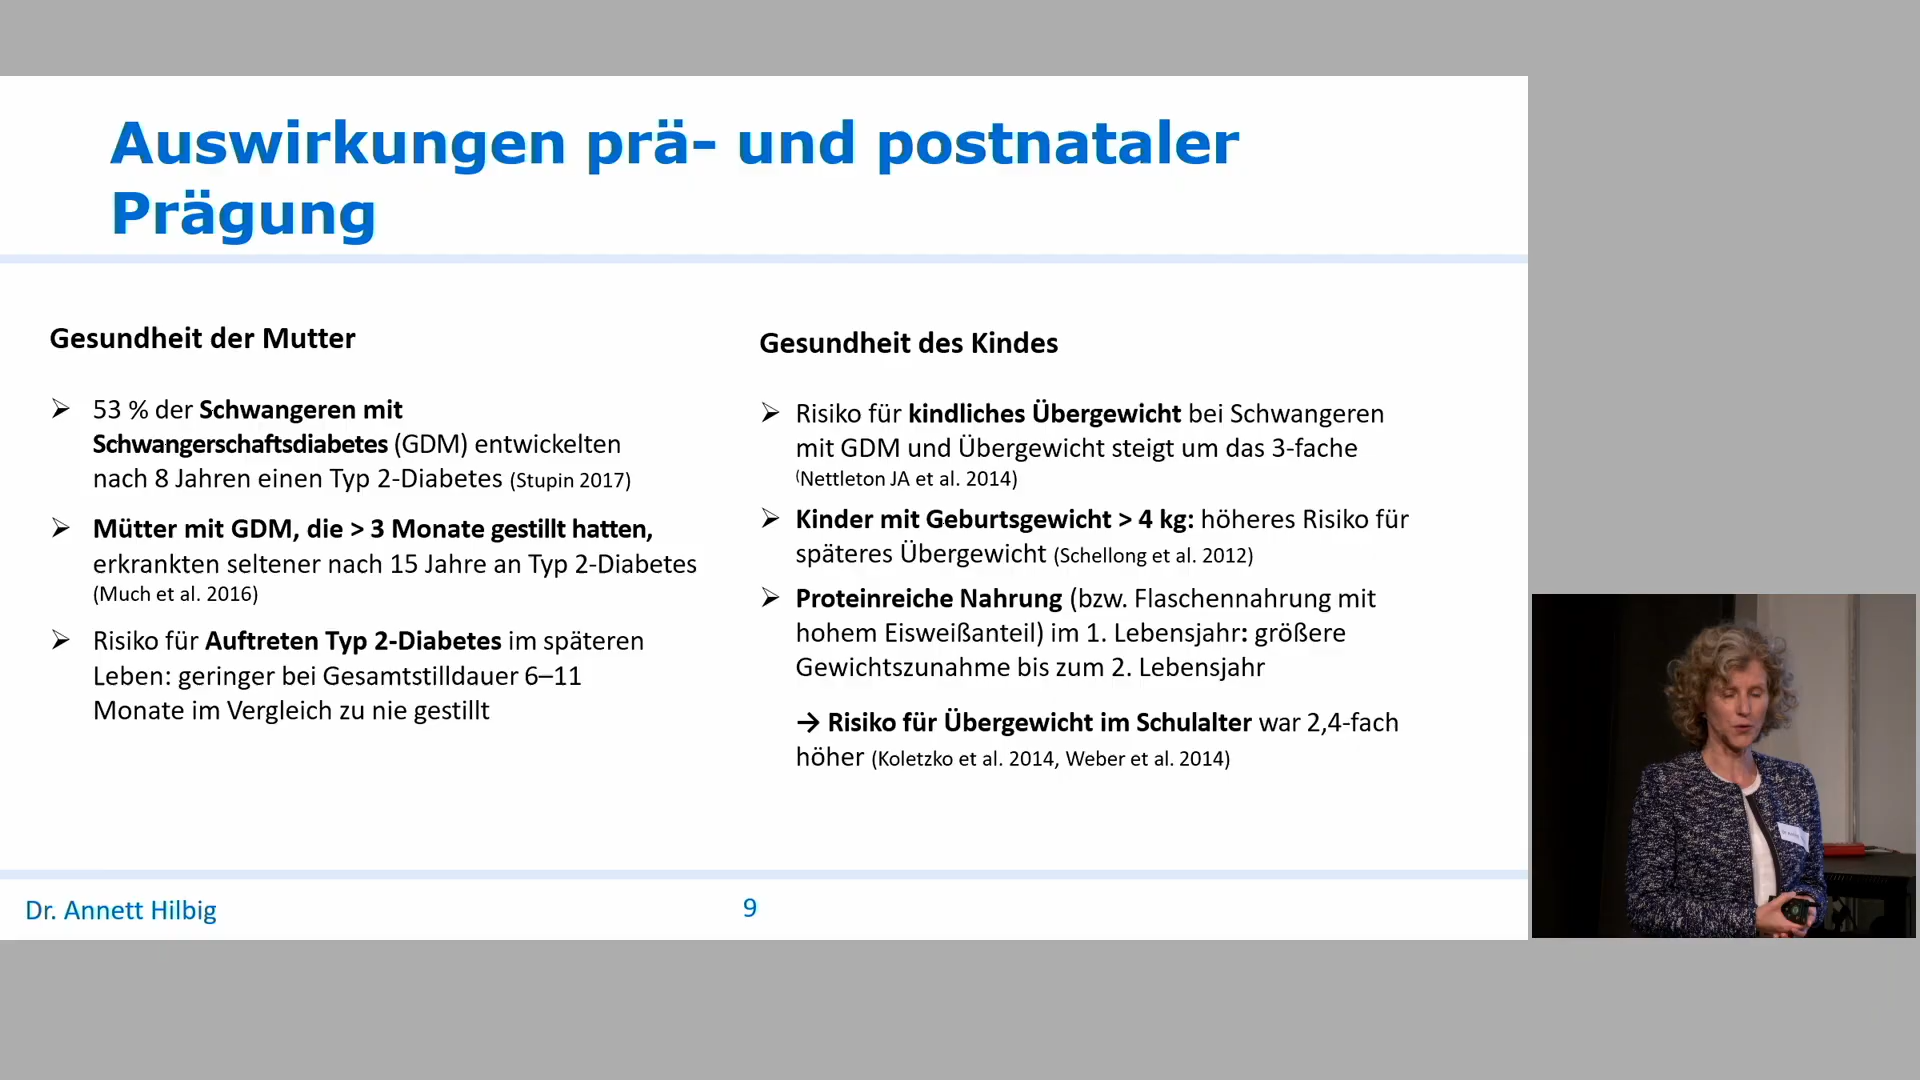 Auswirkungen prä- und postnataler
Prägung
Gesundheit der Mutter
➢ 53 % der Schwangeren mit
Schwangerschaftsdiabetes (GDM) entwickelten
nach 8 Jahren einen Typ 2-Diabetes (Stupin 2017)
➢ Mütter mit GDM, die > 3 Monate gestillt hatten,
erkrankten seltener nach 15 Jahre an Typ 2-Diabetes
(Much et al. 2016)
➢ Risiko für Auftreten Typ 2-Diabetes im späteren
Leben: geringer bei Gesamtstilldauer 6–11
Monate im Vergleich zu nie gestillt
Gesundheit des Kindes
➢ Risiko für kindliches Übergewicht bei Schwangeren
mit GDM und Übergewicht steigt um das 3-fache
(Nettleton JA et al. 2014)
➢ Kinder mit Geburtsgewicht > 4 kg: höheres Risiko für
späteres Übergewicht (Schellong et al. 2012)
➢ Proteinreiche Nahrung (bzw. Flaschennahrung mit
hohem Eisweißanteil) im 1. Lebensjahr: größere
Gewichtszunahme bis zum 2. Lebensjahr
→ Risiko für Übergewicht im Schulalter war 2,4-fach
höher (Koletzko et al. 2014, Weber et al. 2014)
Dr. Annett Hilbig
9